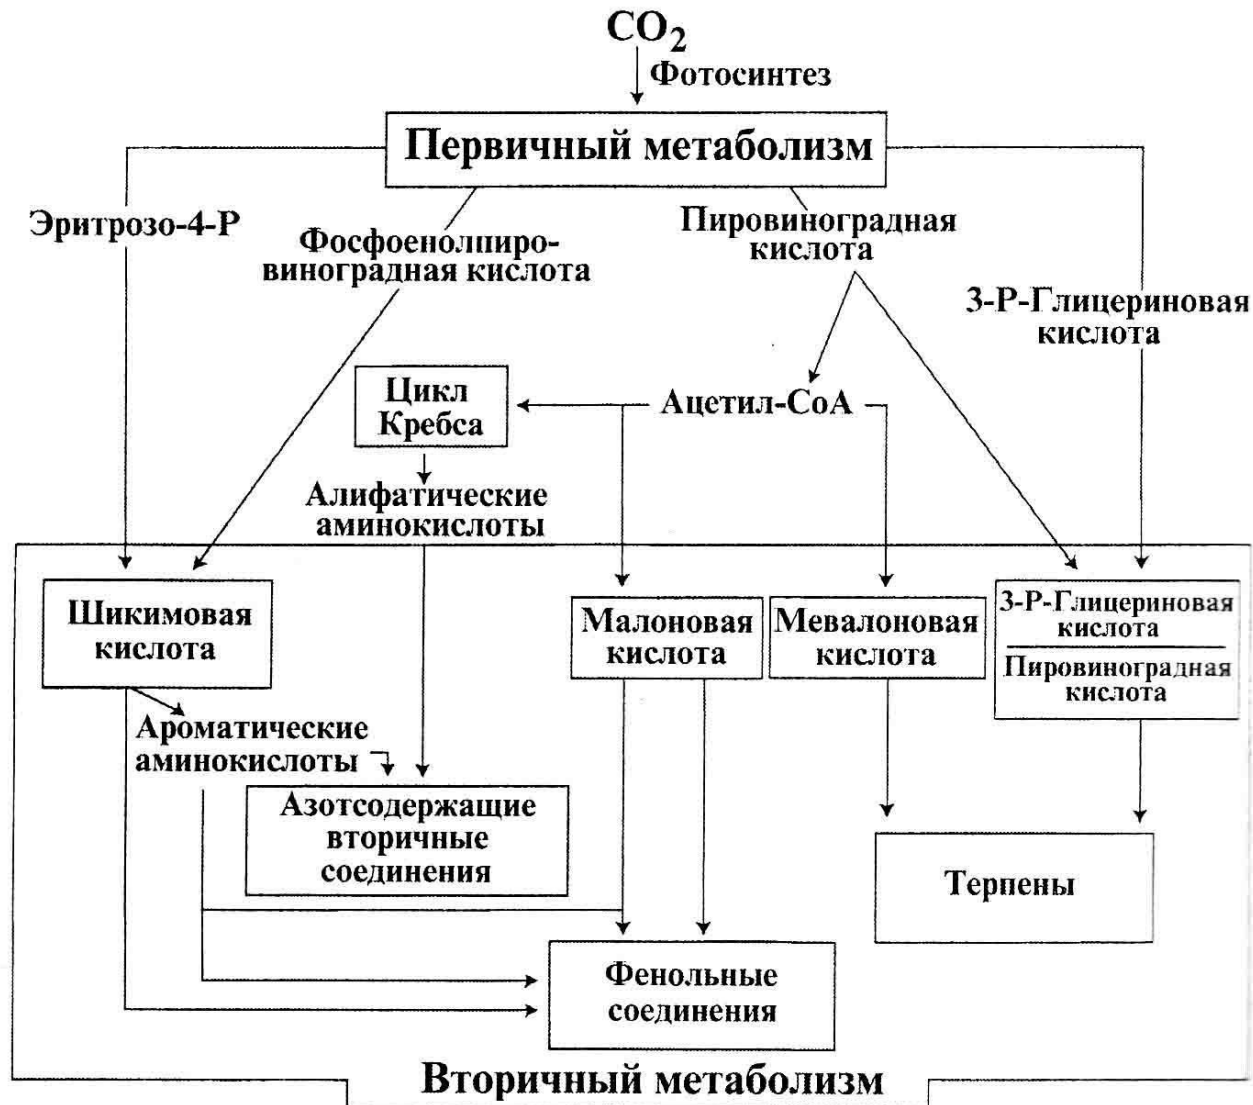 CO2
Фотосинтез
Первичный метаболизм
Эритрозо-4-Р
Фосфоенолпиро-
виноградная кислота
Пировиноградная
кислота
3-Р-Глицериновая
кислота
Цикл
Кребса
Ацетил-СоА
Алифатические
аминокислоты
Шикимовая
кислота
Малоновая
кислота
Мевалоновая
кислота
3-Р-Глицериновая
кислота
Пировиноградная
кислота
Ароматические
аминокислоты
Азотсодержащие
вторичные
соединения
Терпены
Фенольные
соединения
Вторичный метаболизм